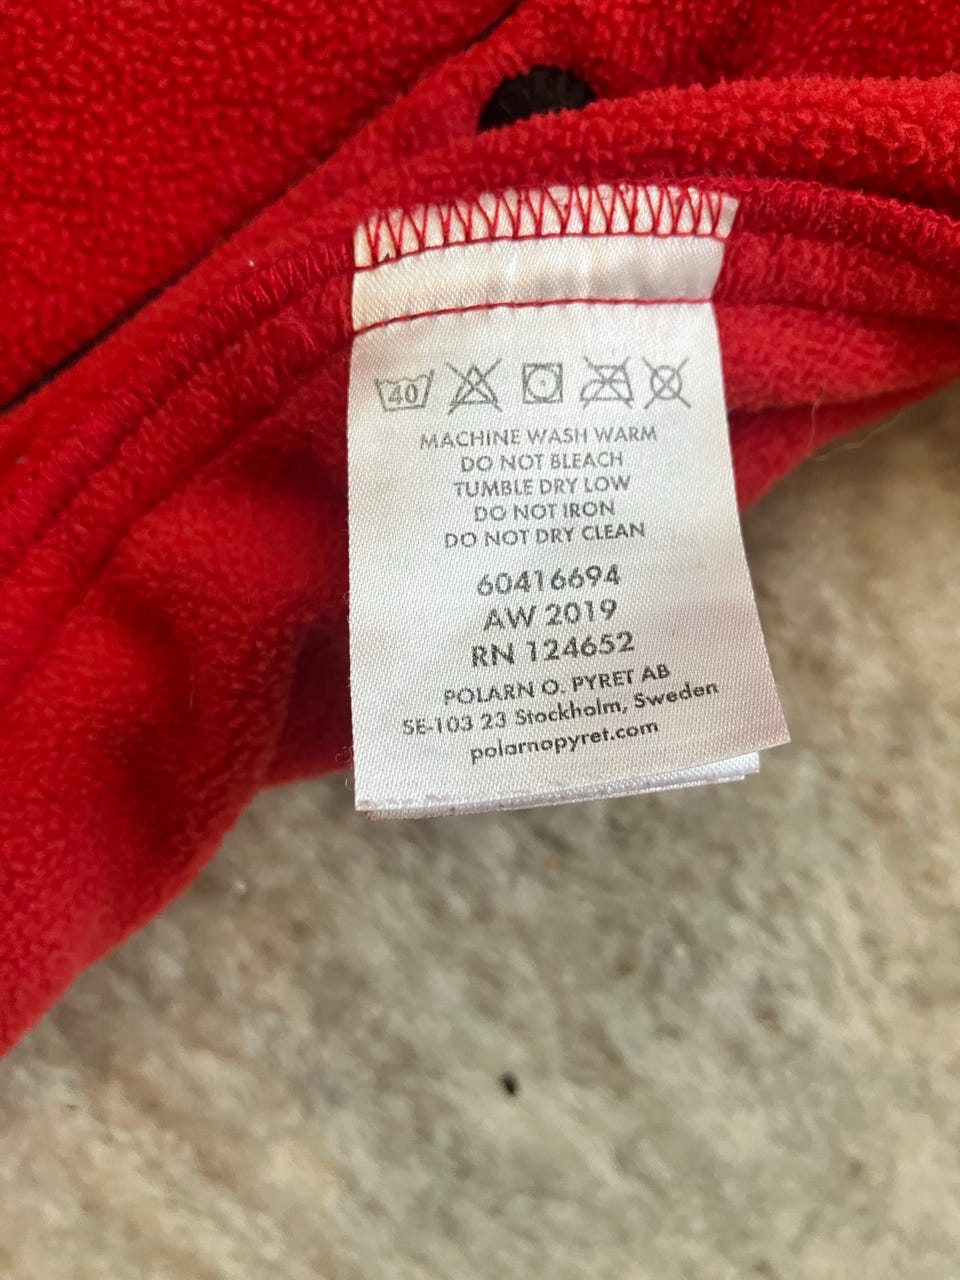 40
MACHINE WASH WARM
DO NOT BLEACH
TUMBLE DRY LOW
DO NOT IRON
DO NOT DRY CLEAN
60416694
AW 2019
RN 124652
POLARN O. PYRET AB
SE-103 23 Stockholm, Sweden
polarnopyret.com